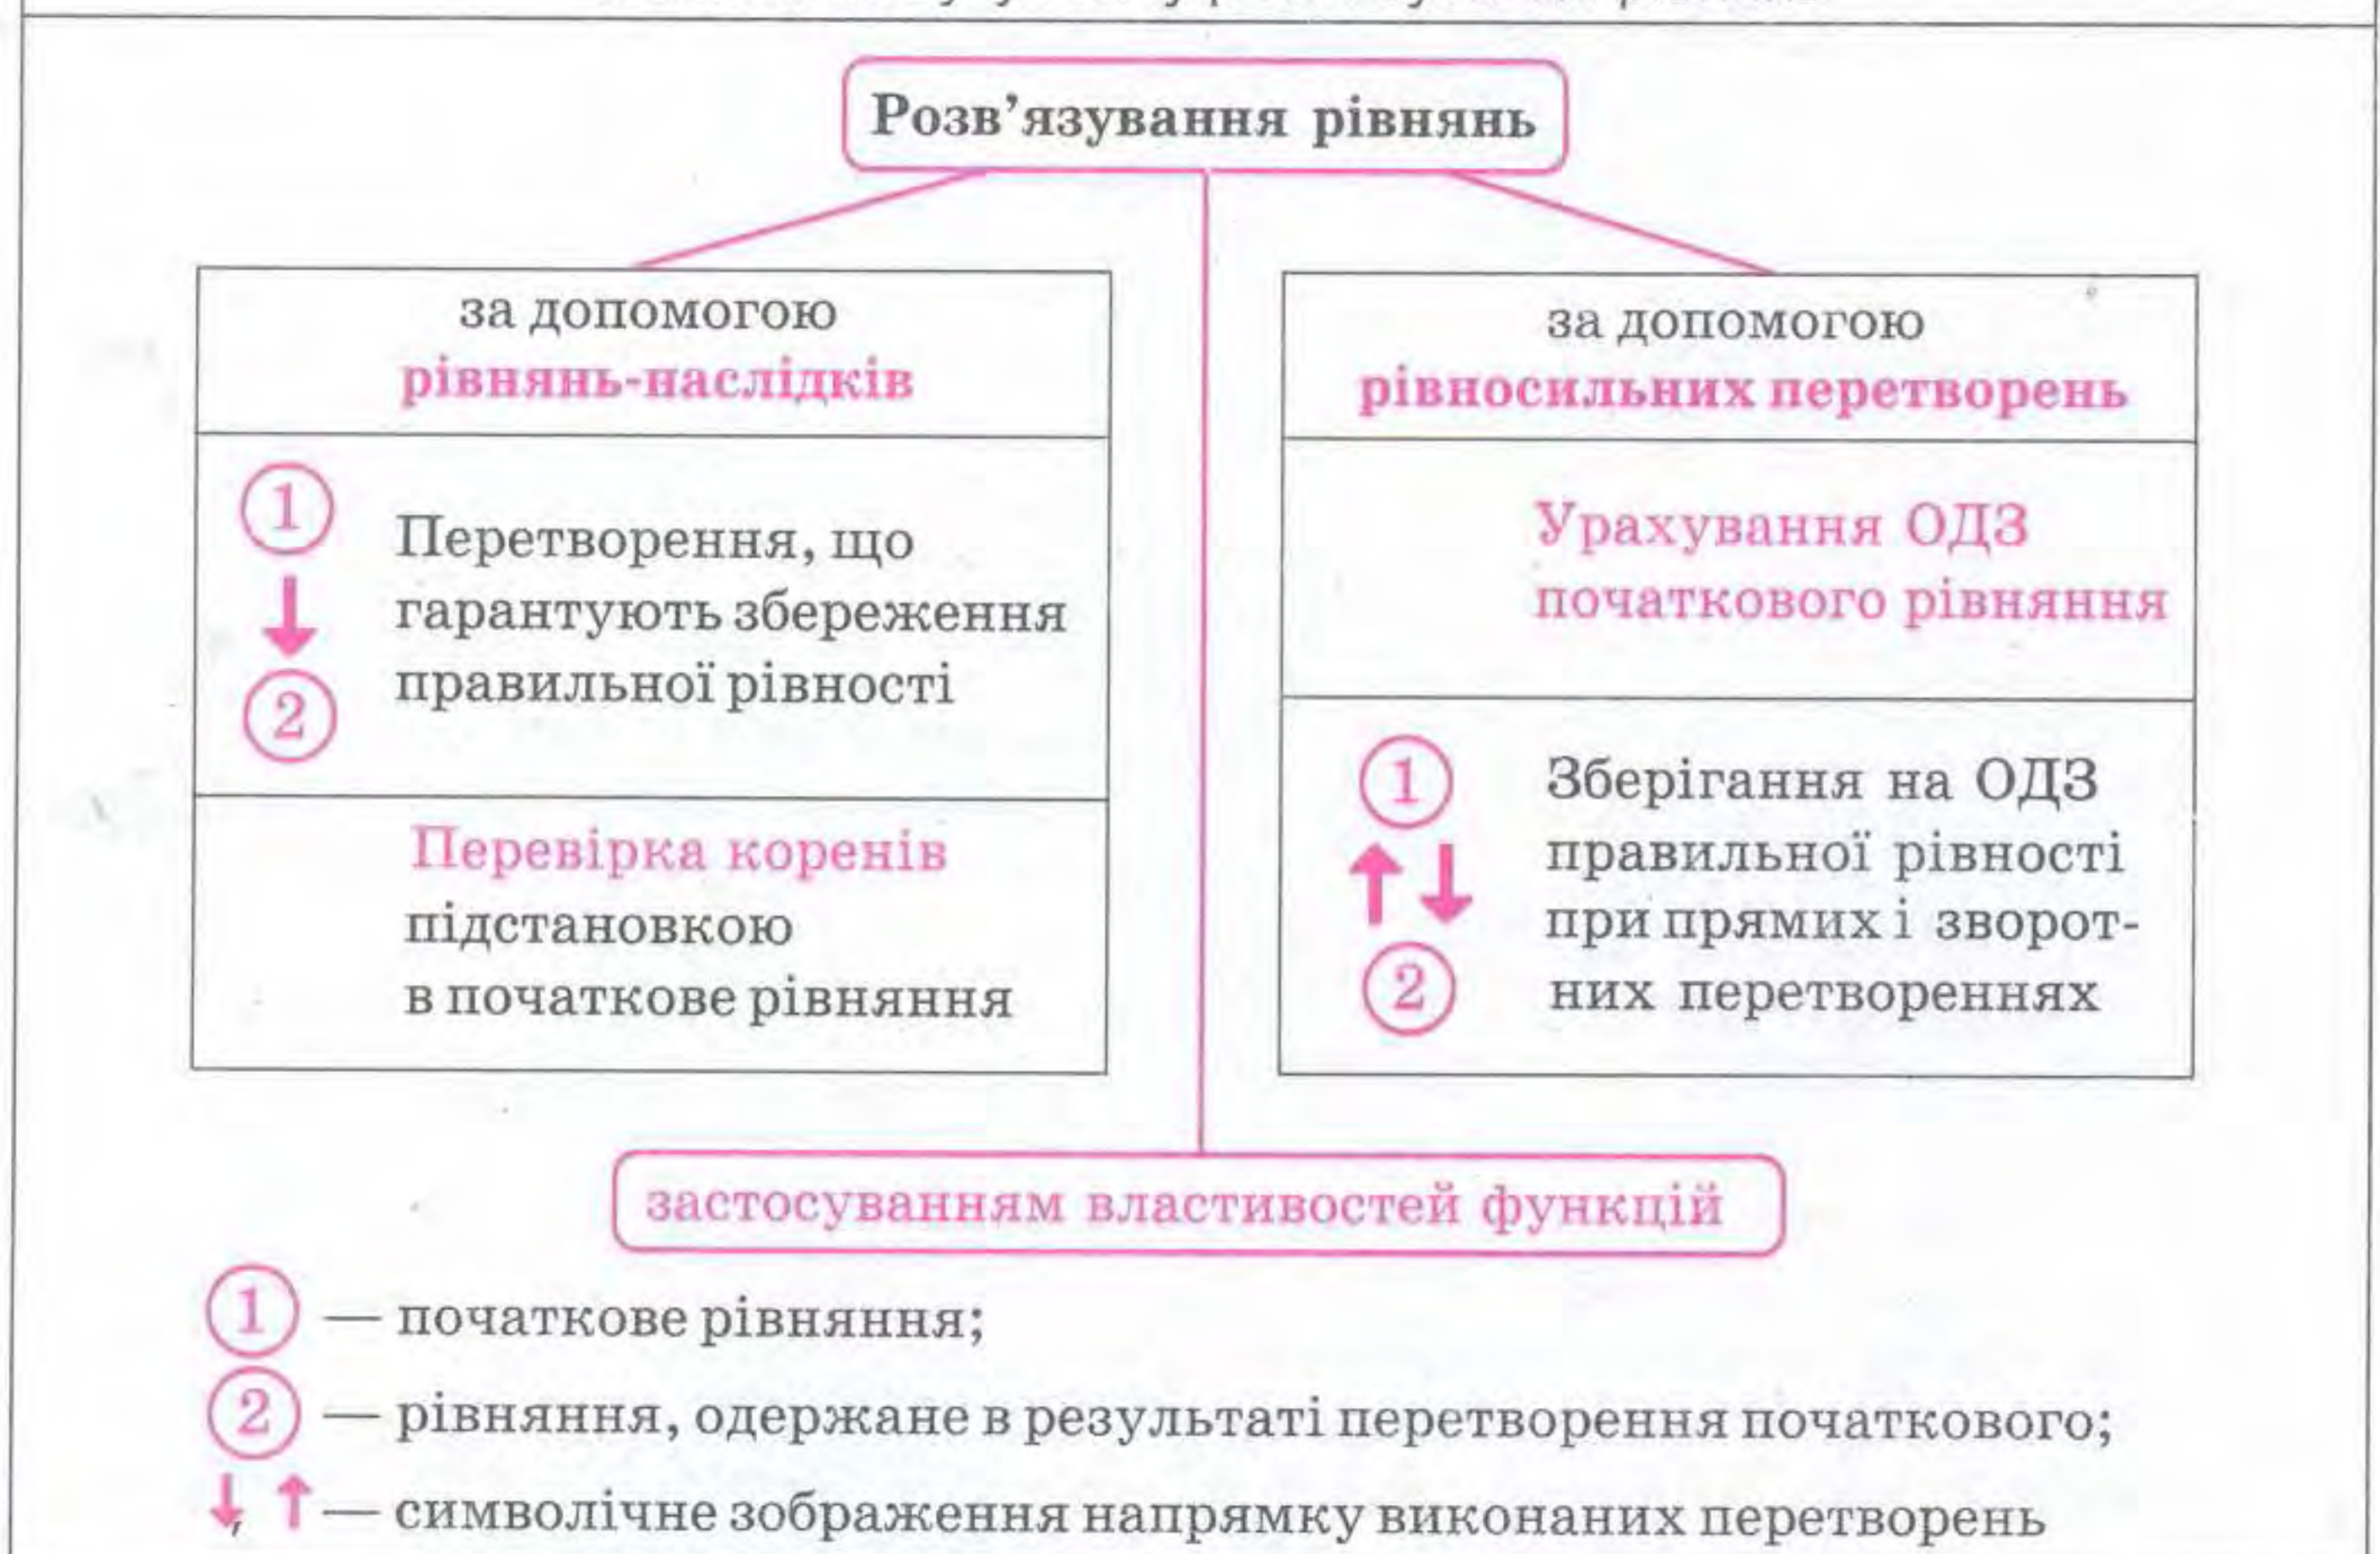 Розв’язування рівнянь
за допомогою
рівнянь-наслідків
1
Перетворення, що
гарантують збереження
правильної рівності
2
Перевірка коренів
підстановкою
в початкове рівняння
за допомогою
рівносильних перетворень
Урахування ОДЗ
початкового рівняння
1
Зберігання на ОДЗ
правильної рівності
при прямих і зворот-
них перетвореннях
2
застосуванням властивостей функцій
1 — початкове рівняння;
2 — рівняння, одержане в результаті перетворення початкового;
↓, ↑ — символічне зображення напрямку виконаних перетворень